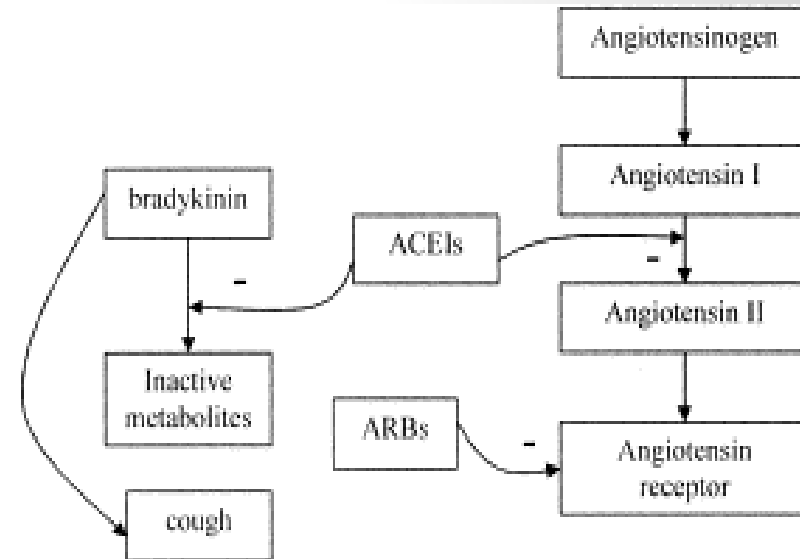 Angiotensinogen
Angiotensin I
bradykinin
ACEIs
-
-
Angiotensin II
Inactive
metabolites
ARBs
-
Angiotensin
receptor
cough